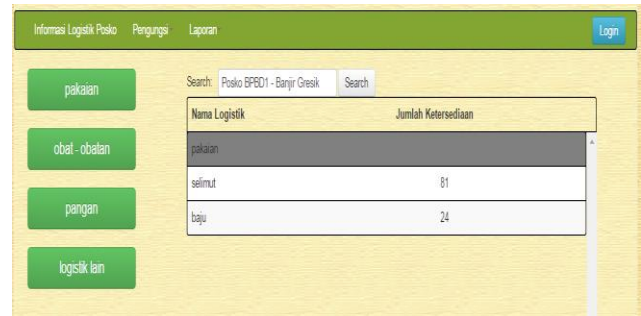 Informasi Logistik Posko Pengungsi Laporan Login
pakaian
obat - obatan
pangan
logistik lain
Search: Posko BPBD1 - Banjir Gresik Search
Nama Logistik Jumlah Ketersediaan
pakaian
selimut 81
baju 24